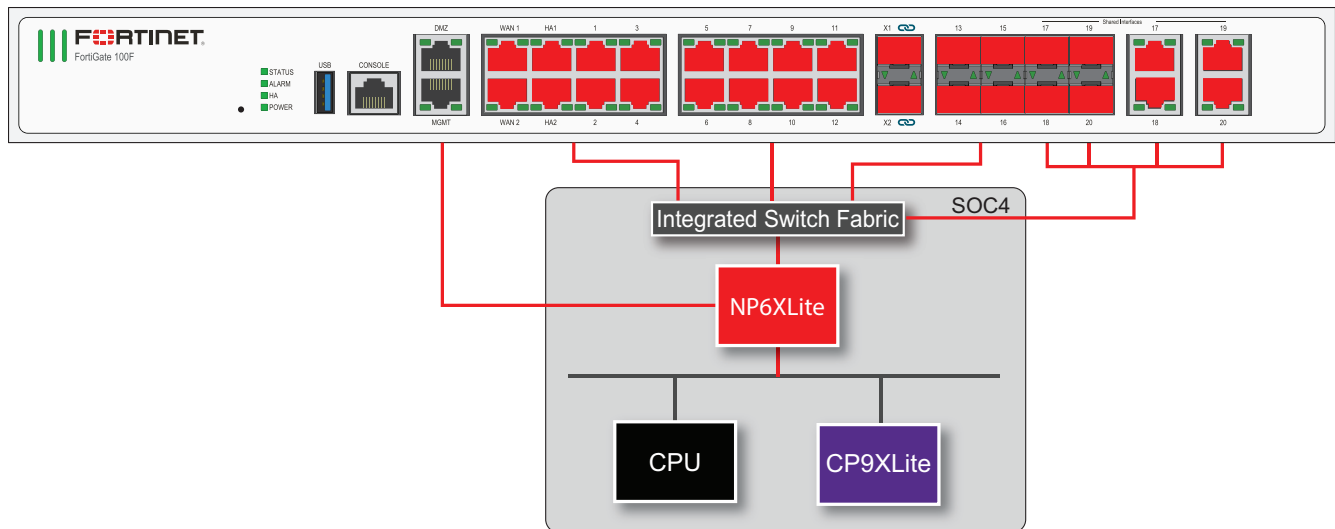 FORTINET
FortiGate 100F
STATUS
ALARM
HA
POWER
USB
CONSOLE
DMZ
MGMT
WAN 1 HA1 1 3
WAN 2 HA2 2 4
5 7 9 11
6 8 10 12
X1
X2
Shared Interfaces
13 15 17 19 17 19
14 16 18 20 18 20
SOC4
Integrated Switch Fabric
NP6XLite
CPU
CP9XLite